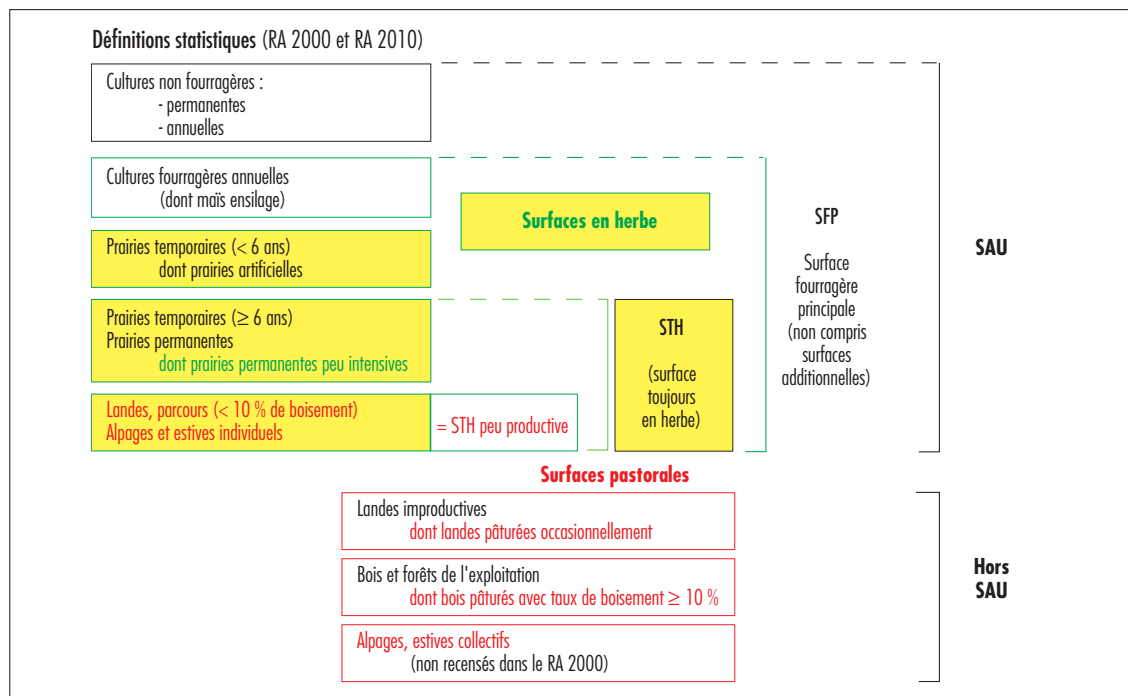 Définitions statistiques (RA 2000 et RA 2010)
Cultures non fourragères :
- permanentes
- annuelles
Cultures fourragères annuelles
(dont maïs ensilage)
Surfaces en herbe
Prairies temporaires (< 6 ans)
dont prairies artificielles
Prairies temporaires (≥ 6 ans)
Prairies permanentes
dont prairies permanentes peu intensives
Landes, parcours (< 10 % de boisement)
Alpages et estives individuels
= STH peu productive
STH
(surface
toujours
en herbe)
SFP
Surface
fourragère
principale
(non compris
surfaces
additionnelles)
SAU
Surfaces pastorales
Landes improductives
dont landes pâturées occasionnellement
Bois et forêts de l'exploitation
dont bois pâturés avec taux de boisement ≥ 10 %
Alpages, estives collectifs
(non recensés dans le RA 2000)
Hors
SAU